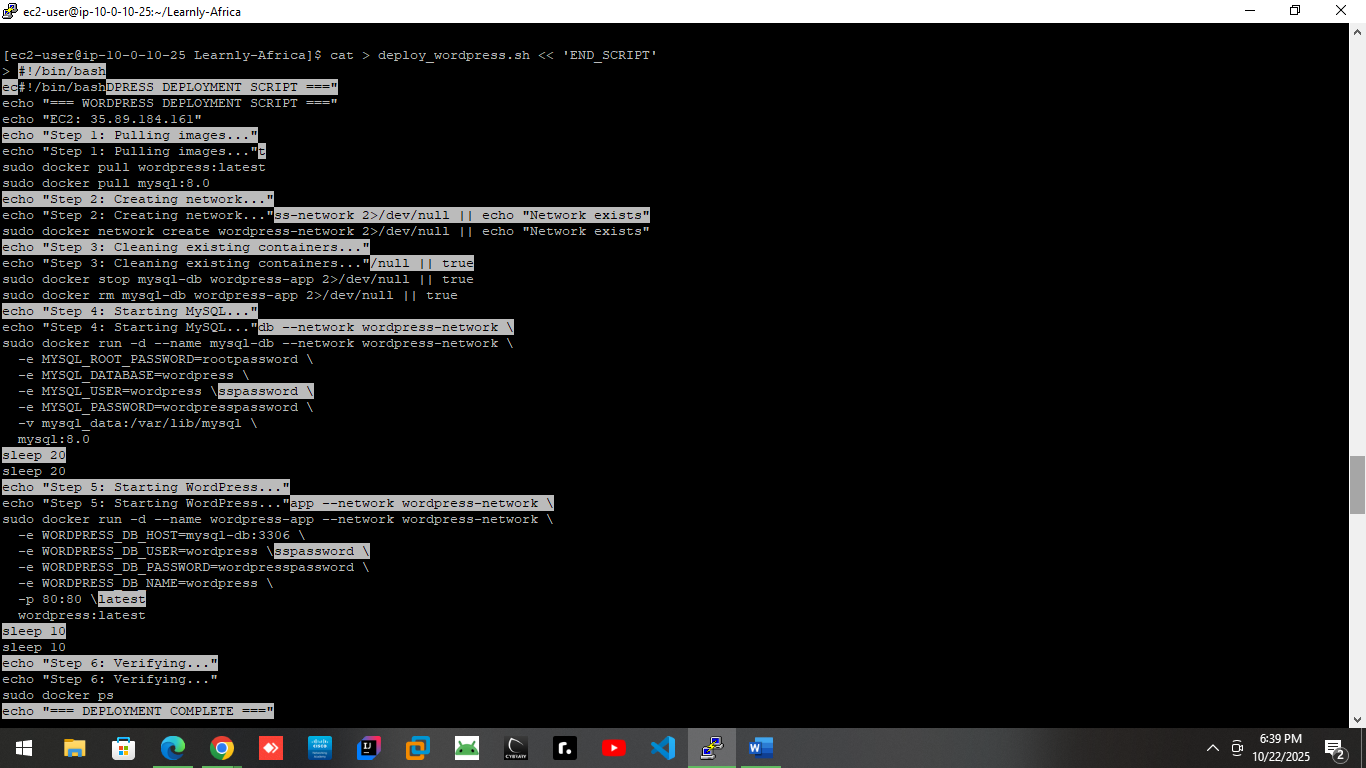 ec2-user@ip-10-0-10-25:~/Learnly-Africa
[ec2-user@ip-10-0-10-25 Learnly-Africa]$ cat > deploy_wordpress.sh << 'END_SCRIPT'
> #!/bin/bash
ec#!/bin/bashDPRESS DEPLOYMENT SCRIPT ==="
echo "=== WORDPRESS DEPLOYMENT SCRIPT ==="
echo "EC2: 35.89.184.161"
echo "Step 1: Pulling images..."
echo "Step 1: Pulling images..."t
sudo docker pull wordpress:latest
sudo docker pull mysql:8.0
echo "Step 2: Creating network..."
echo "Step 2: Creating network..."ss-network 2>/dev/null || echo "Network exists"
sudo docker network create wordpress-network 2>/dev/null || echo "Network exists"
echo "Step 3: Cleaning existing containers..."
echo "Step 3: Cleaning existing containers..."/null || true
sudo docker stop mysql-db wordpress-app 2>/dev/null || true
sudo docker rm mysql-db wordpress-app 2>/dev/null || true
echo "Step 4: Starting MySQL..."
echo "Step 4: Starting MySQL..."db --network wordpress-network \
sudo docker run -d --name mysql-db --network wordpress-network \
  -e MYSQL_ROOT_PASSWORD=rootpassword \
  -e MYSQL_DATABASE=wordpress \
  -e MYSQL_USER=wordpress \sspassword \
  -e MYSQL_PASSWORD=wordpresspassword \
  -v mysql_data:/var/lib/mysql \
  mysql:8.0
sleep 20
sleep 20
echo "Step 5: Starting WordPress..."
echo "Step 5: Starting WordPress..."app --network wordpress-network \
sudo docker run -d --name wordpress-app --network wordpress-network \
  -e WORDPRESS_DB_HOST=mysql-db:3306 \
  -e WORDPRESS_DB_USER=wordpress \sspassword \
  -e WORDPRESS_DB_PASSWORD=wordpresspassword \
  -e WORDPRESS_DB_NAME=wordpress \
  -p 80:80 \latest
  wordpress:latest
sleep 10
sleep 10
echo "Step 6: Verifying..."
echo "Step 6: Verifying..."
sudo docker ps
echo "=== DEPLOYMENT COMPLETE ==="
6:39 PM
10/22/2025
2